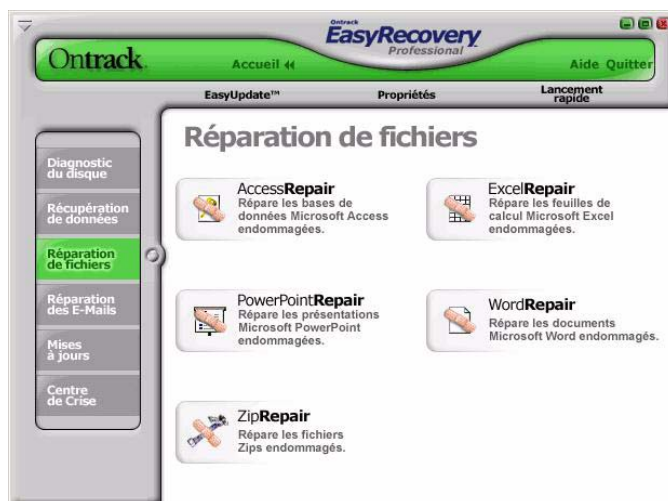 Ontrack
EasyRecovery
Professional
Ontrack.
Accueil
Aide Quitter
EasyUpdate™
Propriétés
Lancement
rapide
Diagnostic
du disque
Récupération
de données
Réparation
de fichiers
Réparation
des E-Mails
Mises
à jours
Centre
de Crise
Réparation de fichiers
AccessRepair
Répare les bases de
données Microsoft Access
endommagées.
ExcelRepair
Répare les feuilles de
calcul Microsoft Excel
endommagées.
PowerPointRepair
Répare les présentations
Microsoft PowerPoint
endommagées.
WordRepair
Répare les documents
Microsoft Word endommagés.
ZipRepair
Répare les fichiers
Zips endommagés.